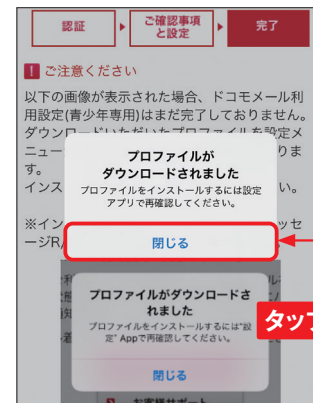 認証
ご確認事項
と設定
完了
! ご注意ください
以下の画像が表示された場合、ドコモメール利
用設定(青少年専用)はまだ完了しておりません。
ダウンロードいただいたプロファイルを設定メ
ニュー
りま
す。
インス
い。
プロファイルが
ダウンロードされました
プロファイルをインストールするには設定
アプリで再確認してください。
※イン
ッセ
ージR/
閉じる
プロファイルがダウンロードさ
れました
プロファイルをインストールするには"設
定" Appで再確認してください。
タップ
閉じる
お客様サポート